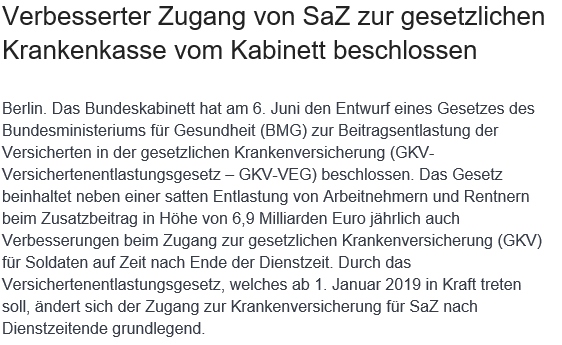 Verbesserter Zugang von SaZ zur gesetzlichen
Krankenkasse vom Kabinett beschlossen
Berlin. Das Bundeskabinett hat am 6. Juni den Entwurf eines Gesetzes des
Bundesministeriums für Gesundheit (BMG) zur Beitragsentlastung der
Versicherten in der gesetzlichen Krankenversicherung (GKV-
Versichertenentlastungsgesetz – GKV-VEG) beschlossen. Das Gesetz
beinhaltet neben einer satten Entlastung von Arbeitnehmern und Rentnern
beim Zusatzbeitrag in Höhe von 6,9 Milliarden Euro jährlich auch
Verbesserungen beim Zugang zur gesetzlichen Krankenversicherung (GKV)
für Soldaten auf Zeit nach Ende der Dienstzeit. Durch das
Versichertenentlastungsgesetz, welches ab 1. Januar 2019 in Kraft treten
soll, ändert sich der Zugang zur Krankenversicherung für SaZ nach
Dienstzeitende grundlegend.